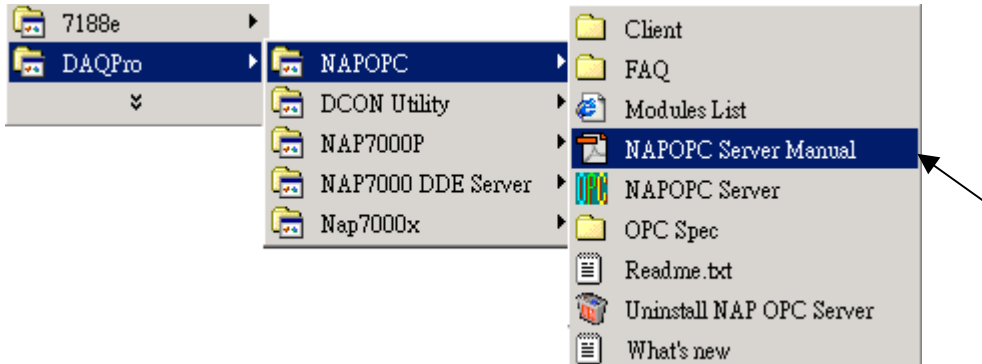 7188e
DAQPro
NAPOPC
DCON Utility
NAP7000P
NAP7000 DDE Server
Nap7000x
Client
FAQ
Modules List
NAPOPC Server Manual
OPC
NAPOPC Server
OPC Spec
Readme.txt
Uninstall NAP OPC Server
What's new